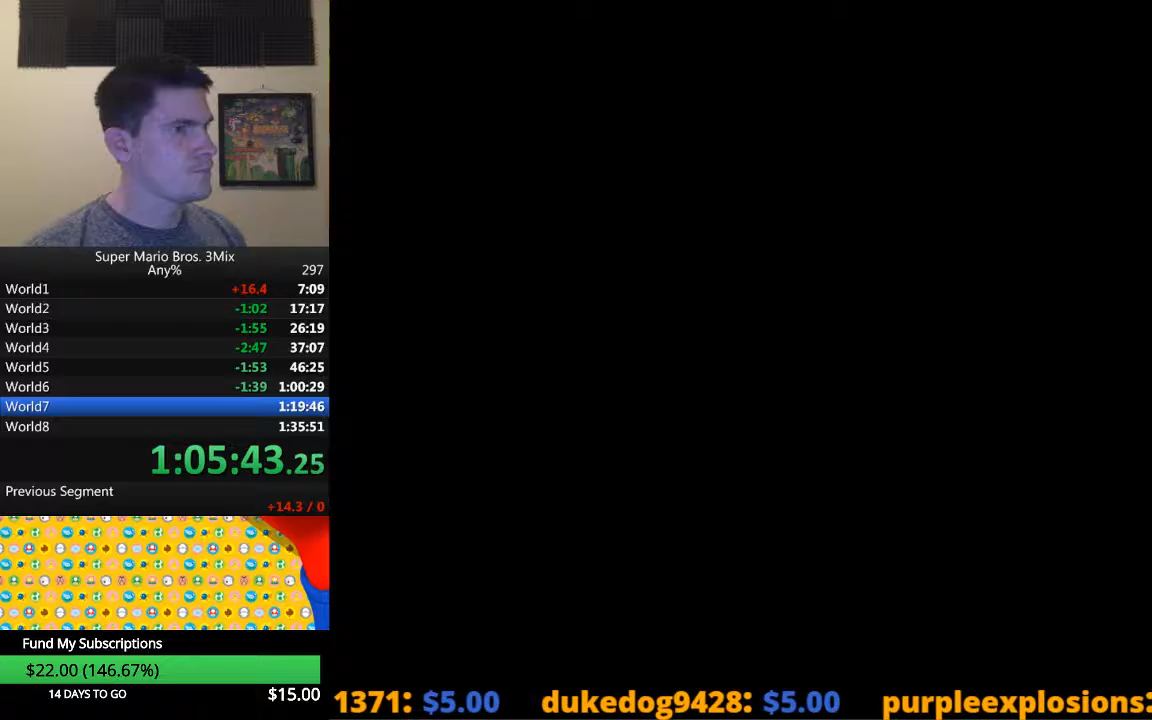 Super Mario Bros. 3Mix
Any% 297
World1 +16.4 7:09
World2 -1:02 17:17
World3 -1:55 26:19
World4 -2:47 37:07
World5 -1:53 46:25
World6 -1:39 1:00:29
World7 1:19:46
World8 1:35:51
1:05:43.25
Previous Segment
+14.3 / 0
Fund My Subscriptions
$22.00 (146.67%)
14 DAYS TO GO $15.00
1371: $5.00 dukedog9428: $5.00 purpleexplosions: